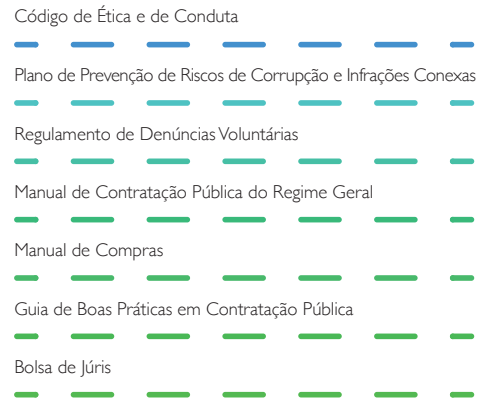 Código de Ética e de Conduta
Plano de Prevenção de Riscos de Corrupção e Infrações Conexas
Regulamento de Denúncias Voluntárias
Manual de Contratação Pública do Regime Geral
Manual de Compras
Guia de Boas Práticas em Contratação Pública
Bolsa de Júris